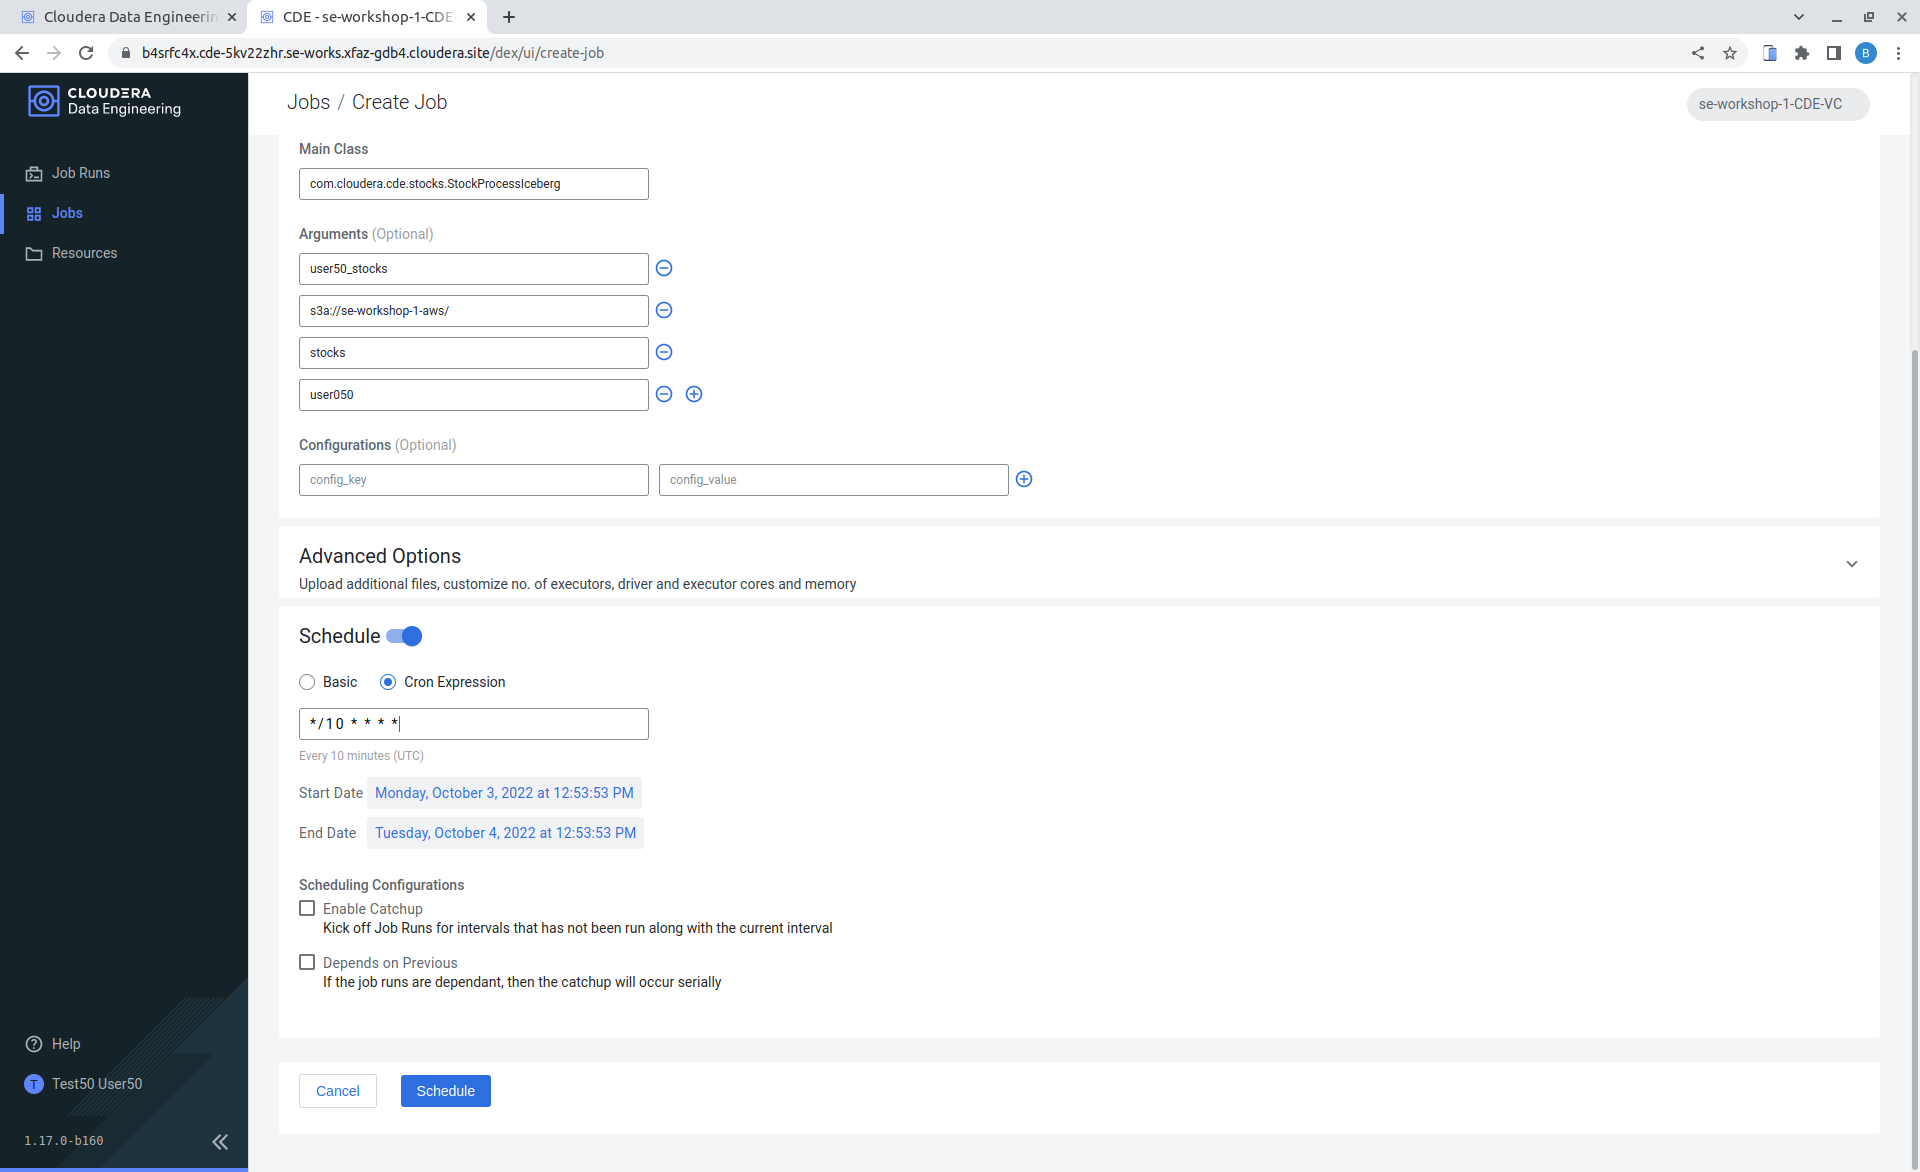 Cloudera Data Engineerin
CDE - se-workshop-1-CDE-
b4srfc4x.cde-5kv22zhr.se-works.xfaz-gdb4.cloudera.site/dex/ui/create-job
B
CLOUDERA
Data Engineering
Job Runs
Jobs
Resources
Help
T
Test50 User50
1.17.0-b160
Jobs / Create Job
se-workshop-1-CDE-VC
Main Class
com.cloudera.cde.stocks.StockProcessIceberg
Arguments (Optional)
user50_stocks
s3a://se-workshop-1-aws/
stocks
user050
Configurations (Optional)
config_key
config_value
Advanced Options
Upload additional files, customize no. of executors, driver and executor cores and memory
Schedule
Basic
Cron Expression
*/10 * * * *
Every 10 minutes (UTC)
Start Date Monday, October 3, 2022 at 12:53:53 PM
End Date Tuesday, October 4, 2022 at 12:53:53 PM
Scheduling Configurations
Enable Catchup
Kick off Job Runs for intervals that has not been run along with the current interval
Depends on Previous
If the job runs are dependant, then the catchup will occur serially
Cancel
Schedule